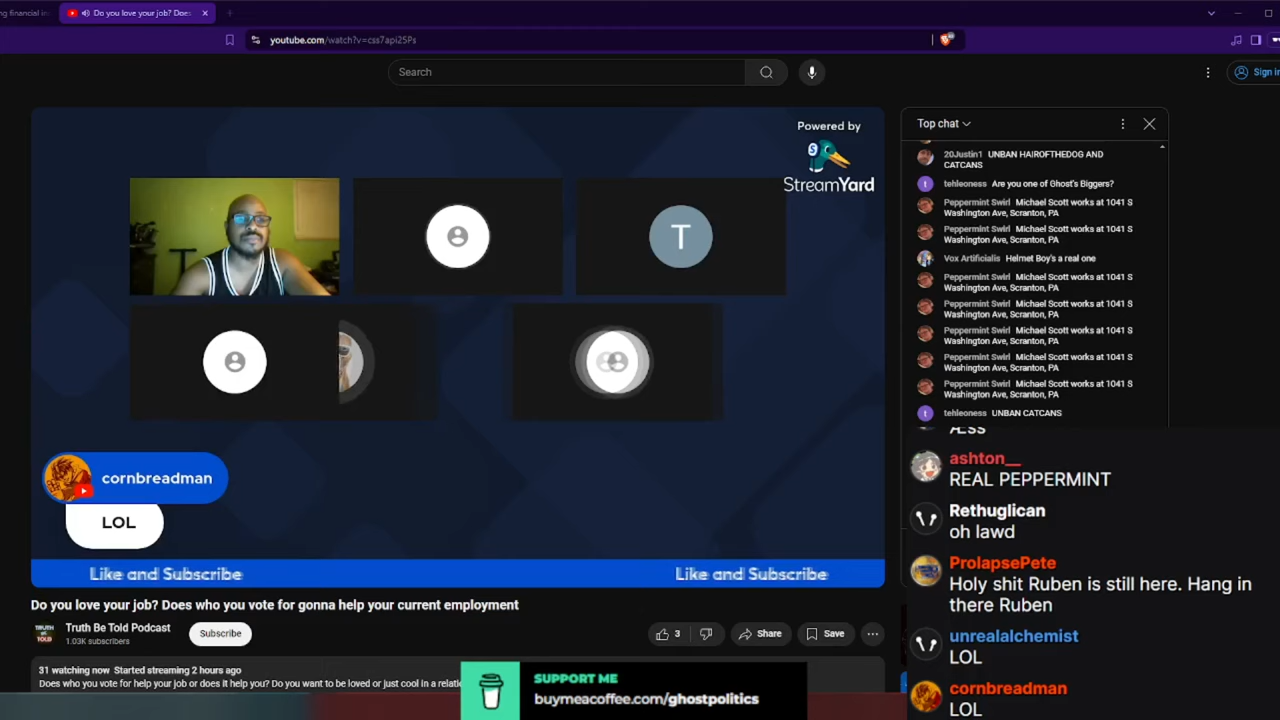 ng financial in
Do you love your job? Does
youtube.com/watch?v=css7api25Ps
Search
Sign in
Powered by
StreamYard
T
cornbreadman
LOL
Like and Subscribe
Like and Subscribe
Do you love your job? Does who you vote for gonna help your current employment
Truth Be Told Podcast
1.03K subscribers
Subscribe
3
Share
Save
31 watching now Started streaming 2 hours ago
Does who you vote for help your job or does it help you? Do you want to be loved or just cool in a relati
SUPPORT ME
buymeacoffee.com/ghostpolitics
Top chat
20Justin1 UNBAN HAIROFTHEDOG AND
CATCANS
tehleoness Are you one of Ghost's Biggers?
Peppermint Swirl Michael Scott works at 1041 S
Washington Ave, Scranton, PA
Peppermint Swirl Michael Scott works at 1041 S
Washington Ave, Scranton, PA
Vox Artificialis Helmet Boy's a real one
Peppermint Swirl Michael Scott works at 1041 S
Washington Ave, Scranton, PA
Peppermint Swirl Michael Scott works at 1041 S
Washington Ave, Scranton, PA
Peppermint Swirl Michael Scott works at 1041 S
Washington Ave, Scranton, PA
Peppermint Swirl Michael Scott works at 1041 S
Washington Ave, Scranton, PA
Peppermint Swirl Michael Scott works at 1041 S
Washington Ave, Scranton, PA
tehleoness UNBAN CATCANS
ashton__
REAL PEPPERMINT
Rethuglican
oh lawd
ProlapsePete
Holy shit Ruben is still here. Hang in
there Ruben
unrealalchemist
LOL
cornbreadman
LOL